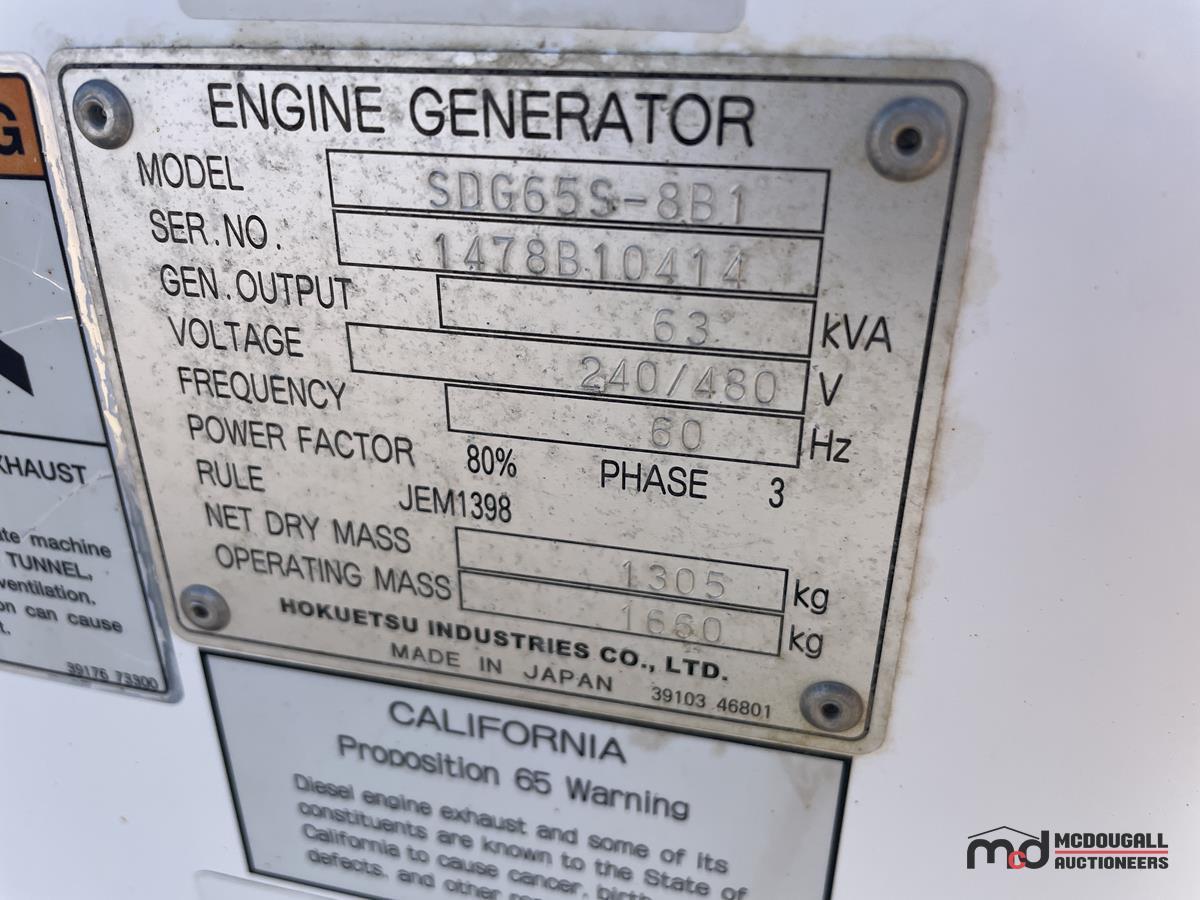 ENGINE GENERATOR
MODEL SDG65S-8B1
SER.NO. 1478B10414
GEN.OUTPUT 63 kVA
VOLTAGE 240/480 V
FREQUENCY 60 Hz
POWER FACTOR 80% PHASE 3
RULE JEM1398
NET DRY MASS 1305 kg
OPERATING MASS 1660 kg
HOKUETSU INDUSTRIES CO., LTD.
MADE IN JAPAN 39103 46801
G
XHAUST
machine
TUNNEL,
ventilation.
can cause
39176 73300
CALIFORNIA
Proposition 65 Warning
Diesel engine exhaust and some of its
constituents are known to the State of
California to cause cancer, birth
defects, and other
mcd MCDOUGALL
AUCTIONEERS